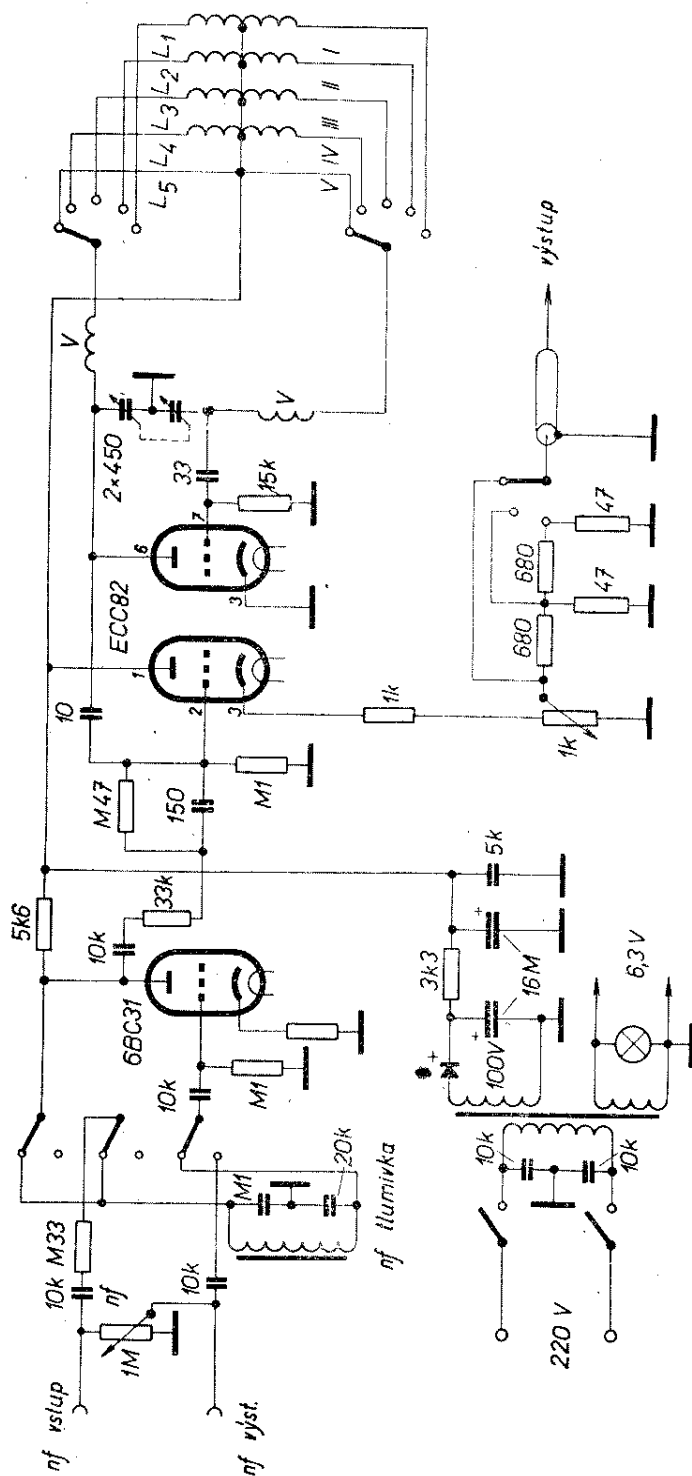 nf vstup
nf výst.
1M
nf
10k
M33
10k
M1
20k
nf tlumivka
10k
M1
6BC31
10k
5k6
33k
M47
150
10
M1
1
2
3
ECC82
6
7
3
15k
33
2×450
V
V
L1
L2
L3
L4
L5
I
II
III
IV
V
220 V
10k
10k
+
100V
+
16M
+
3k3
5k
6,3 V
1k
1k
680
680
47
47
výstup